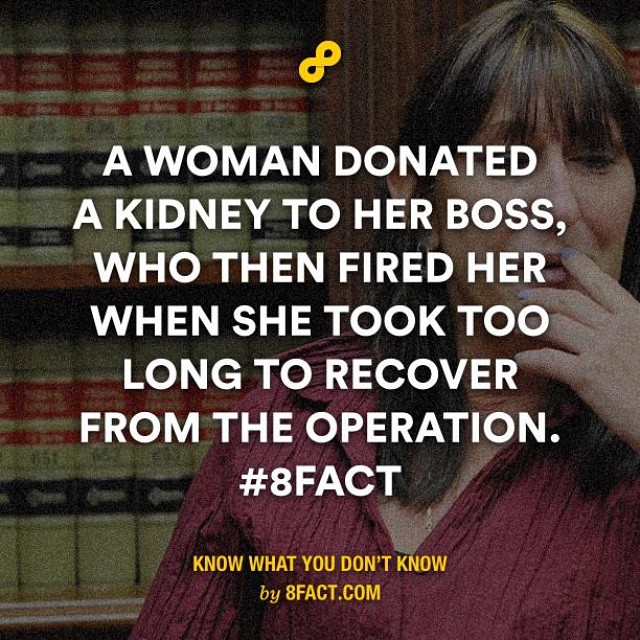 A WOMAN DONATED
A KIDNEY TO HER BOSS,
WHO THEN FIRED HER
WHEN SHE TOOK TOO
LONG TO RECOVER
FROM THE OPERATION.
#8FACT
KNOW WHAT YOU DON'T KNOW
by 8FACT.COM